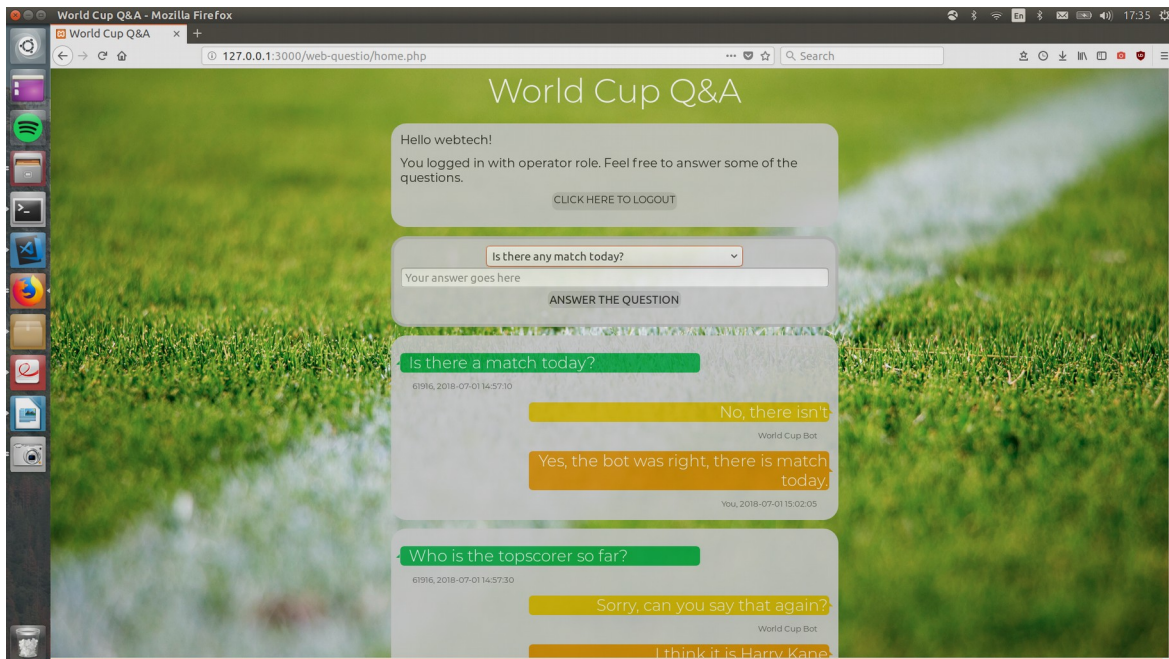 World Cup Q&A - Mozilla Firefox
En
17:35
World Cup Q&A × +
127.0.0.1:3000/web-questio/home.php
Search
World Cup Q&A
Hello webtech!
You logged in with operator role. Feel free to answer some of the
questions.
CLICK HERE TO LOGOUT
Is there any match today?
Your answer goes here
ANSWER THE QUESTION
Is there a match today?
61916, 2018-07-01 14:57:10
No, there isn't
World Cup Bot
Yes, the bot was right, there is match
today.
You, 2018-07-01 15:02:05
Who is the topscorer so far?
61916, 2018-07-01 14:57:30
Sorry, can you say that again?
World Cup Bot
I think it is Harry Kane